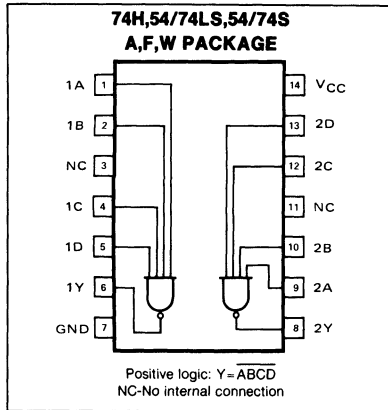 74H,54/74LS,54/74S
A,F,W PACKAGE
1A 1 14 VCC
1B 2 13 2D
NC 3 12 2C
1C 4 11 NC
1D 5 10 2B
1Y 6 9 2A
GND 7 8 2Y
Positive logic: Y=A̅B̅C̅D̅
NC-No internal connection